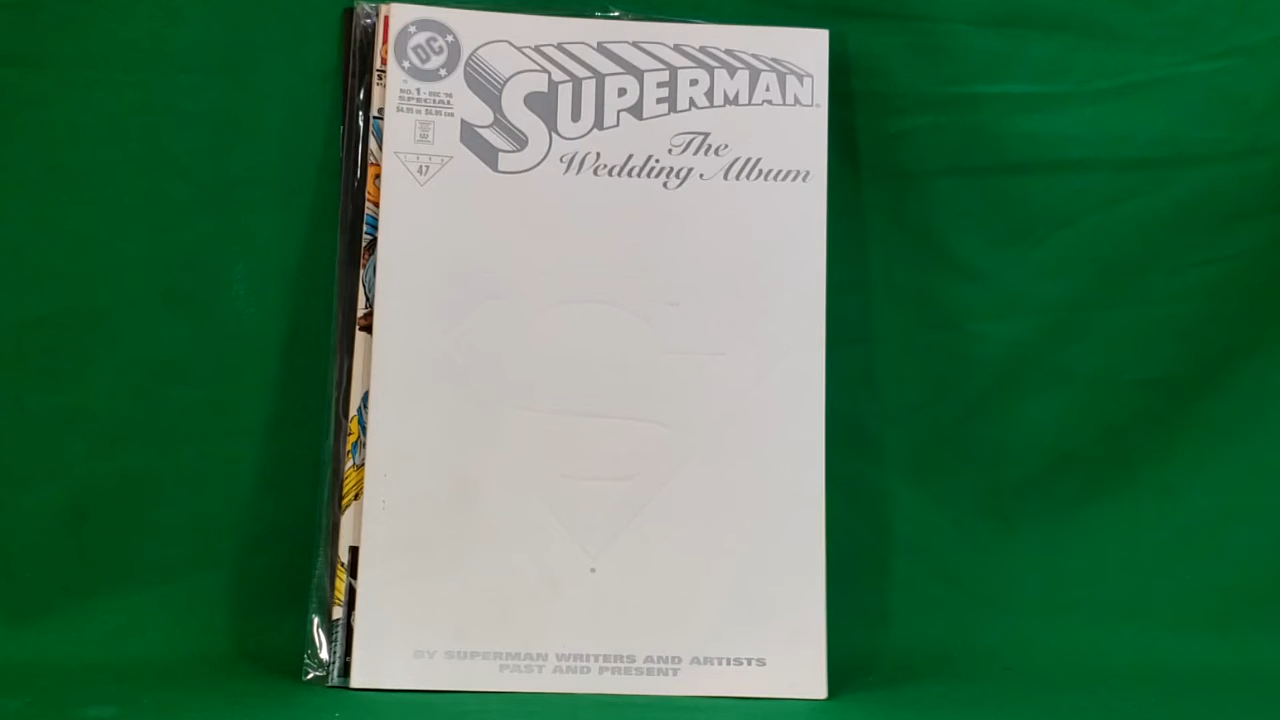 DC
SUPERMAN
NO. 1 - DEC '96
SPECIAL
$4.95 US $6.95 CAN
The
Wedding Album
1996
47
BY SUPERMAN WRITERS AND ARTISTS
PAST AND PRESENT